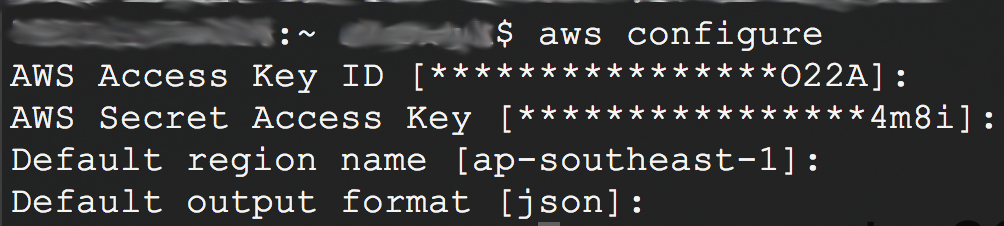 :~ $ aws configure
AWS Access Key ID [****************O22A]:
AWS Secret Access Key [****************4m8i]:
Default region name [ap-southeast-1]:
Default output format [json]: